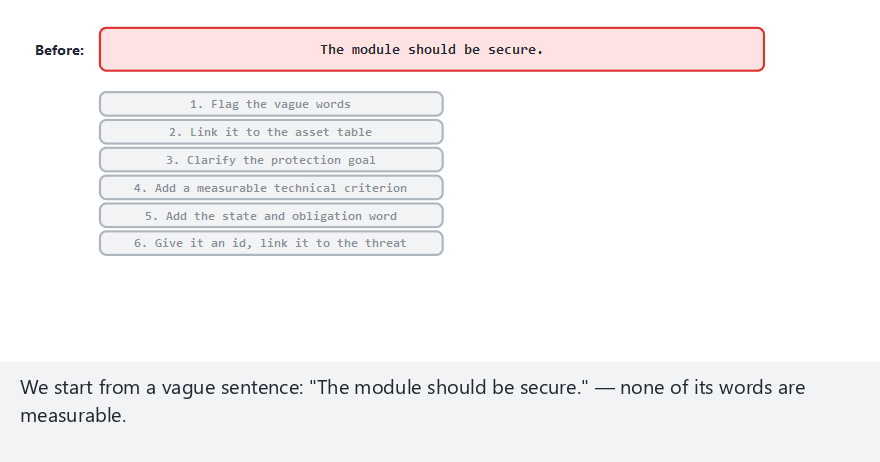 Before:
The module should be secure.
1. Flag the vague words
2. Link it to the asset table
3. Clarify the protection goal
4. Add a measurable technical criterion
5. Add the state and obligation word
6. Give it an id, link it to the threat
We start from a vague sentence: "The module should be secure." — none of its words are
measurable.